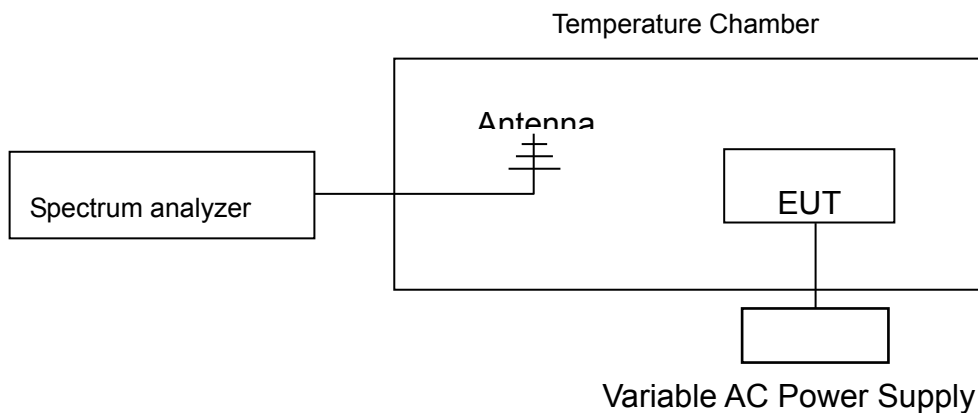 Temperature Chamber
Antenna
Spectrum analyzer
EUT
Variable AC Power Supply